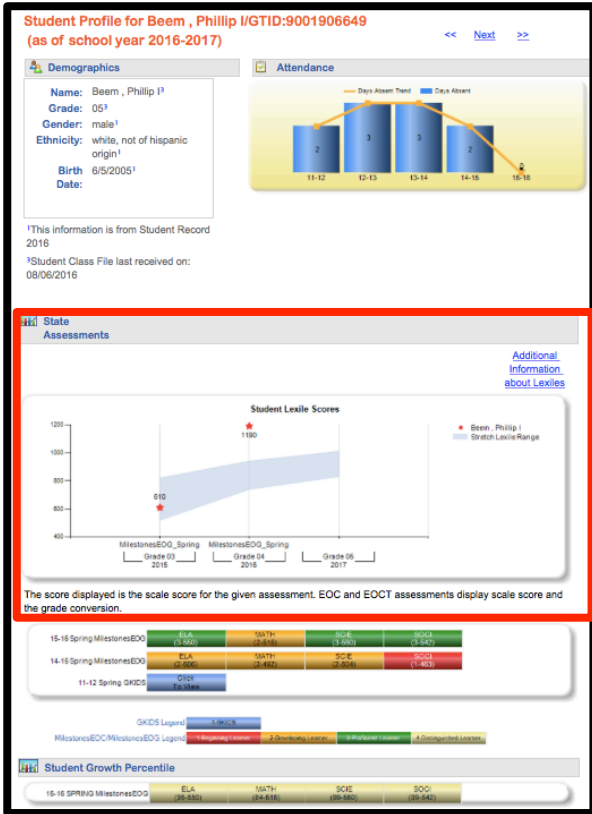 Student Profile for Beem , Phillip I/GTID:9001906649
(as of school year 2016-2017)
<< Next >>
Demographics
Name: Beem , Phillip I³
Grade: 05³
Gender: male¹
Ethnicity: white, not of hispanic
origin¹
Birth 6/5/2005¹
Date:
¹This information is from Student Record
2016
³Student Class File last received on:
08/06/2016
Attendance
Days Absent Trend Days Absent
2 3 3 2
11-12 12-13 13-14 14-15 15-16
State
Assessments
Additional
Information
about Lexiles
Student Lexile Scores
Beem , Phillip I
Stretch Lexile Range
1200
1000
800
600
400
610
1190
MilestonesEOG_Spring MilestonesEOG_Spring
Grade 03 Grade 04 Grade 05
2015 2016 2017
The score displayed is the scale score for the given assessment. EOC and EOCT assessments display scale score and
the grade conversion.
15-16 Spring MilestonesEOG ELA MATH SCIE SOCI
14-15 Spring MilestonesEOG ELA MATH SCIE SOCI
11-12 Spring GKIDS Click
To View
GKIDS Legend
MilestonesEOC/MilestonesEOG Legend 1-Beginning Learner 2-Developing Learner 3-Proficient Learner 4-Distinguished Learner
Student Growth Percentile
15-16 SPRING MilestonesEOG ELA MATH SCIE SOCI